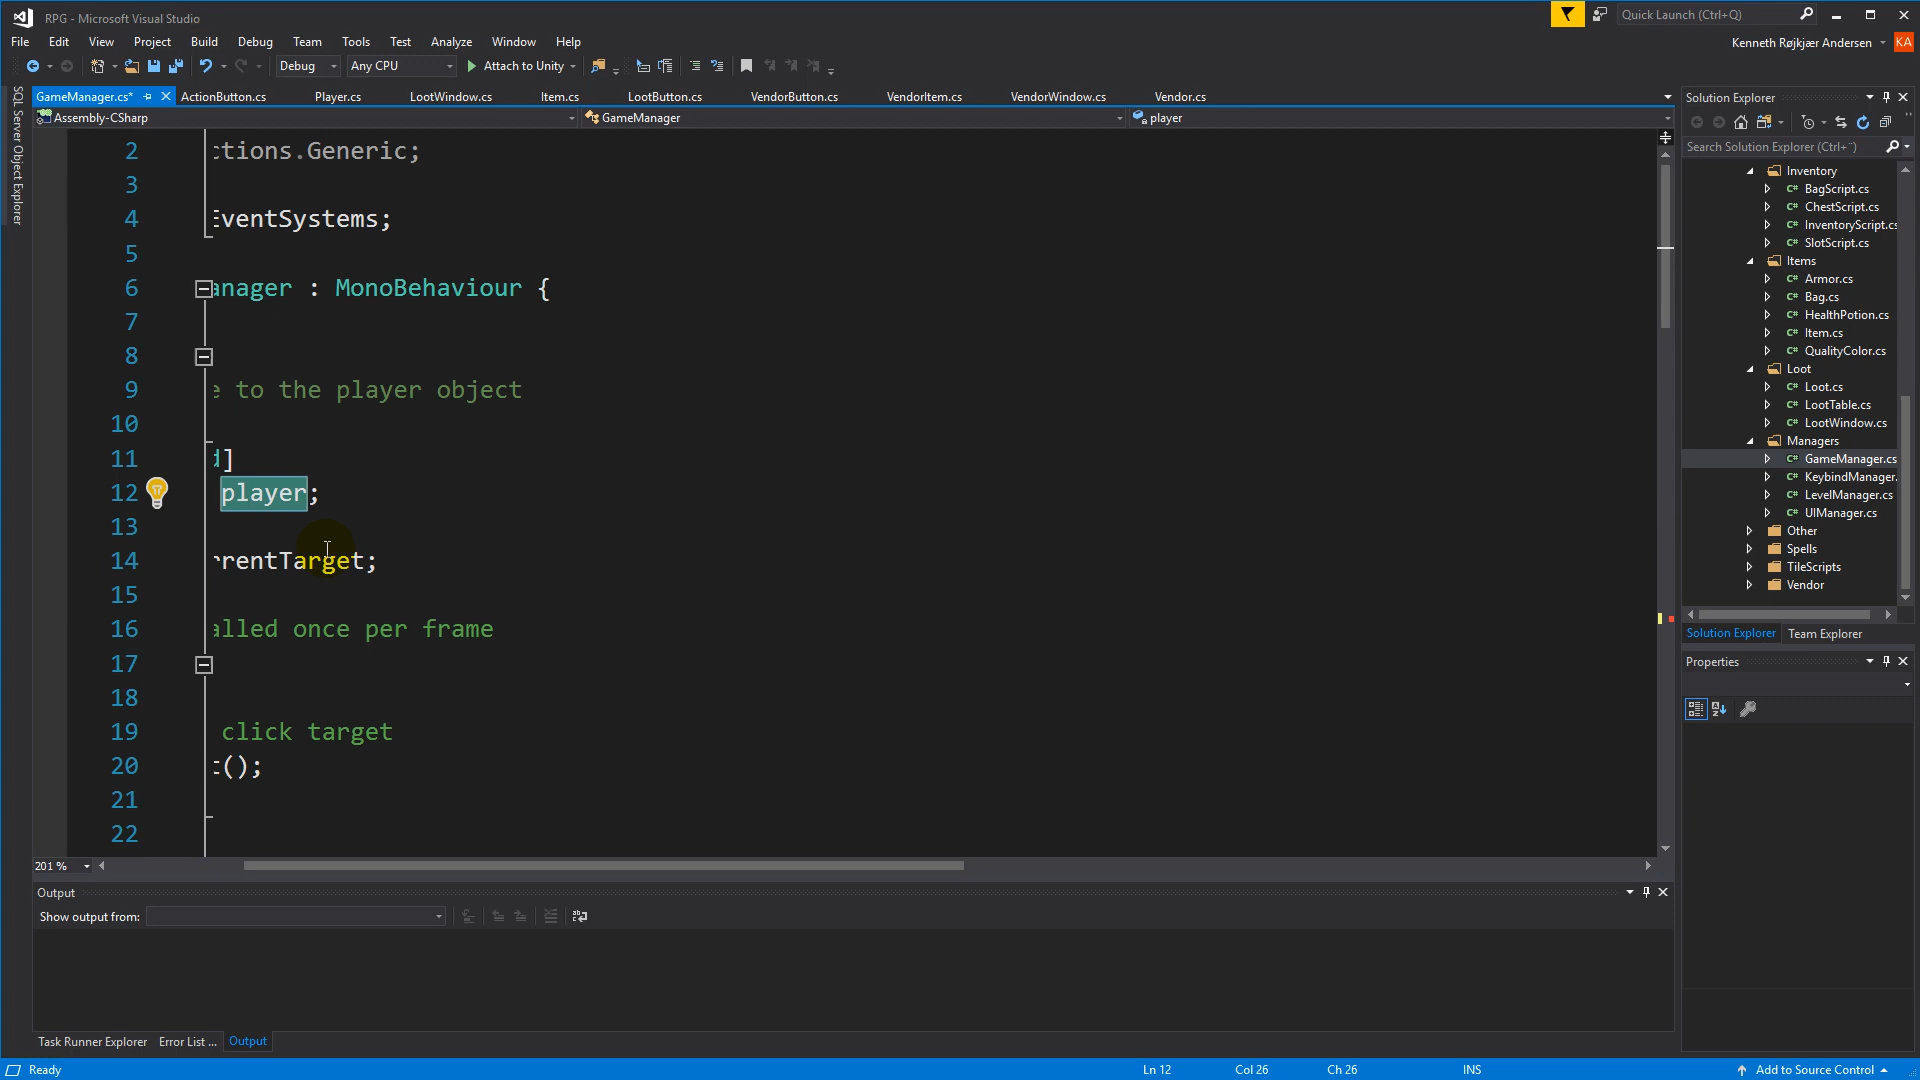 RPG - Microsoft Visual Studio
Quick Launch (Ctrl+Q)
File Edit View Project Build Debug Team Tools Test Analyze Window Help
Kenneth Røjkjær Andersen KA
Debug Any CPU Attach to Unity
SQL Server Object Explorer
GameManager.cs* ActionButton.cs Player.cs LootWindow.cs Item.cs LootButton.cs VendorButton.cs VendorItem.cs VendorWindow.cs Vendor.cs
Assembly-CSharp GameManager player
2 ctions.Generic;
3
4 EventSystems;
5
6 anager : MonoBehaviour {
7
8
9 e to the player object
10
11 d]
12 player;
13
14 rrentTarget;
15
16 alled once per frame
17
18
19 click target
20 t();
21
22
201 %
Output
Show output from:
Task Runner Explorer Error List ... Output
Solution Explorer
Search Solution Explorer (Ctrl+¨)
Inventory
C# BagScript.cs
C# ChestScript.cs
C# InventoryScript.cs
C# SlotScript.cs
Items
C# Armor.cs
C# Bag.cs
C# HealthPotion.cs
C# Item.cs
C# QualityColor.cs
Loot
C# Loot.cs
C# LootTable.cs
C# LootWindow.cs
Managers
C# GameManager.cs
C# KeybindManager.
C# LevelManager.cs
C# UIManager.cs
Other
Spells
TileScripts
Vendor
Solution Explorer Team Explorer
Properties
Ready Ln 12 Col 26 Ch 26 INS Add to Source Control